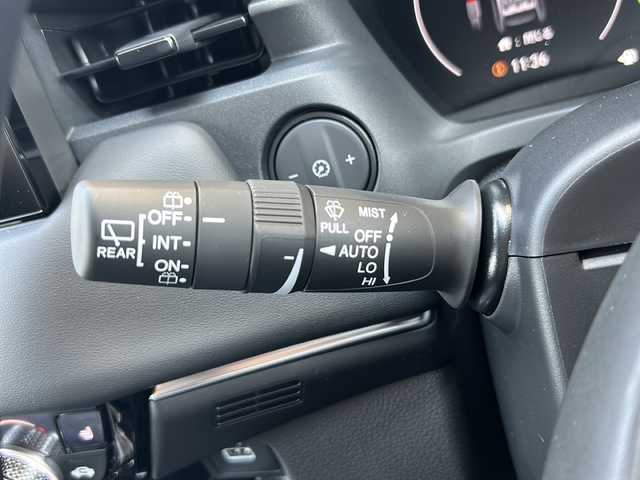 11:36
MIST
OFF
PULL
OFF
INT
AUTO
REAR
LO
ON
HI